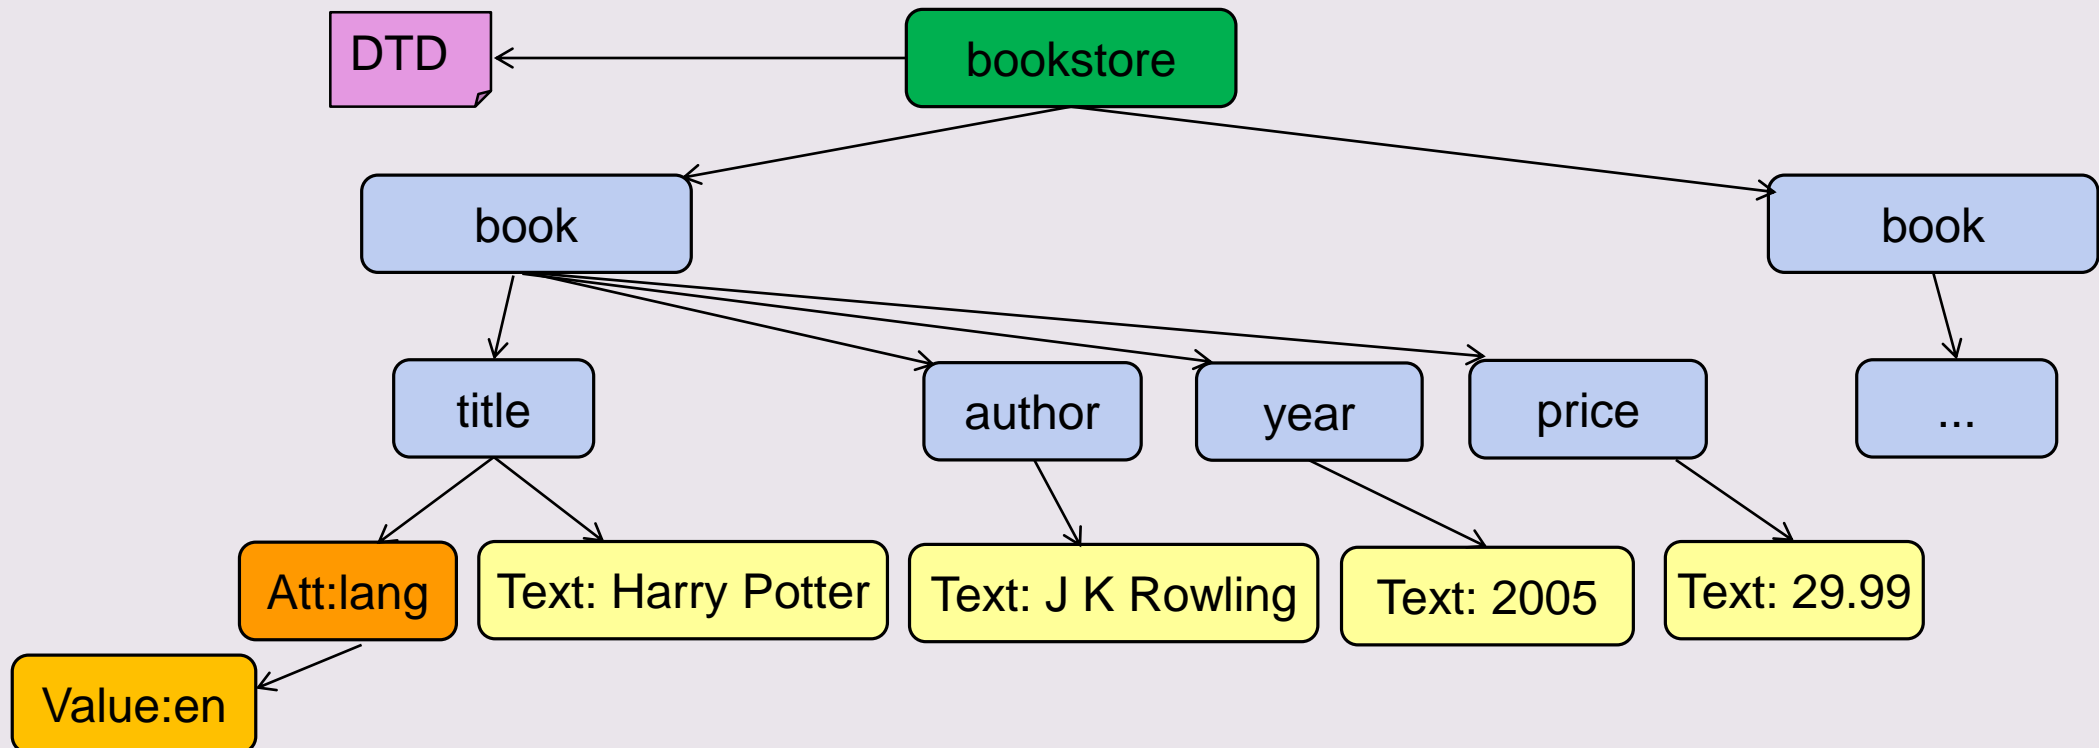 DTD
bookstore
book
book
title
author
year
price
...
Att:lang
Text: Harry Potter
Text: J K Rowling
Text: 2005
Text: 29.99
Value:en